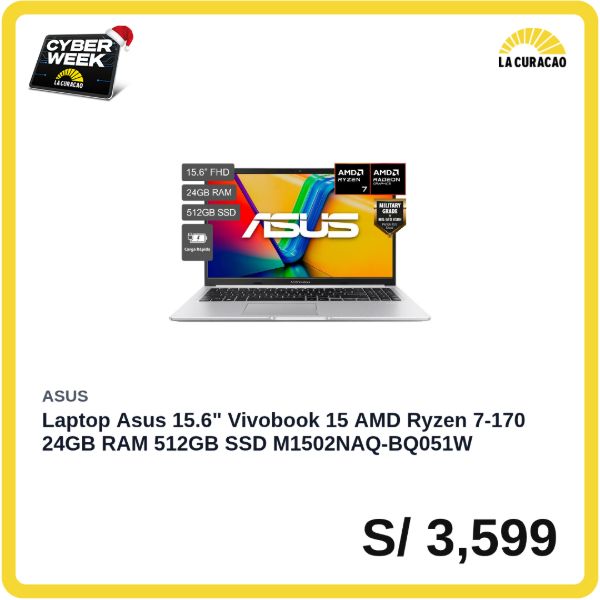 CYBER
WEEK
LA CURACAO
LA CURACAO
15.6" FHD
24GB RAM
512GB SSD
Carga Rápida
AMD
RYZEN
7
AMD
RADEON
GRAPHICS
MILITARY
GRADE
ASUS
ASUS
Laptop Asus 15.6" Vivobook 15 AMD Ryzen 7-170
24GB RAM 512GB SSD M1502NAQ-BQ051W
S/ 3,599